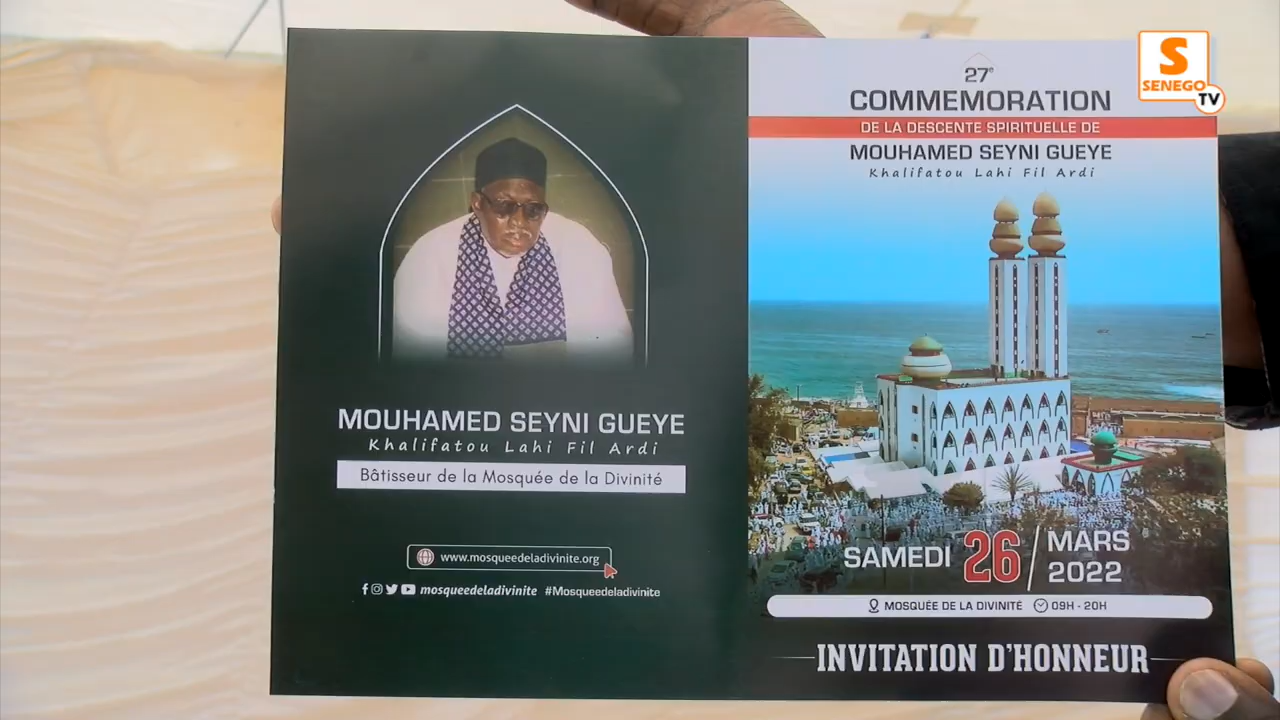 MOUHAMED SEYNI GUEYE
Khalifatou Lahi Fil Ardi
Bâtisseur de la Mosquée de la Divinité
www.mosqueedeladivinite.org
mosqueedeladivinite #Mosqueedeladivinite
27e
COMMEMORATION
DE LA DESCENTE SPIRITUELLE DE
MOUHAMED SEYNI GUEYE
Khalifatou Lahi Fil Ardi
SAMEDI 26 MARS 2022
MOSQUÉE DE LA DIVINITÉ 09H - 20H
INVITATION D'HONNEUR
S
SENEGO
TV